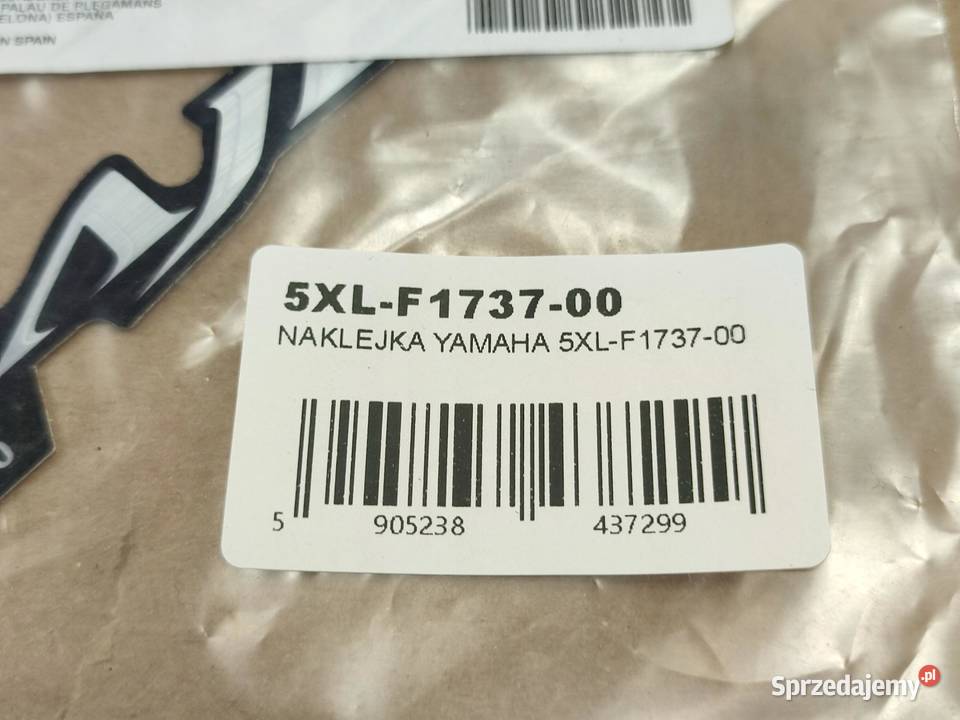 PALAU DE PLEGAMANS
ELONA) ESPAÑA
N SPAIN
5XL-F1737-00
NAKLEJKA YAMAHA 5XL-F1737-00
5 905238 437299
Sprzedajemy.pl